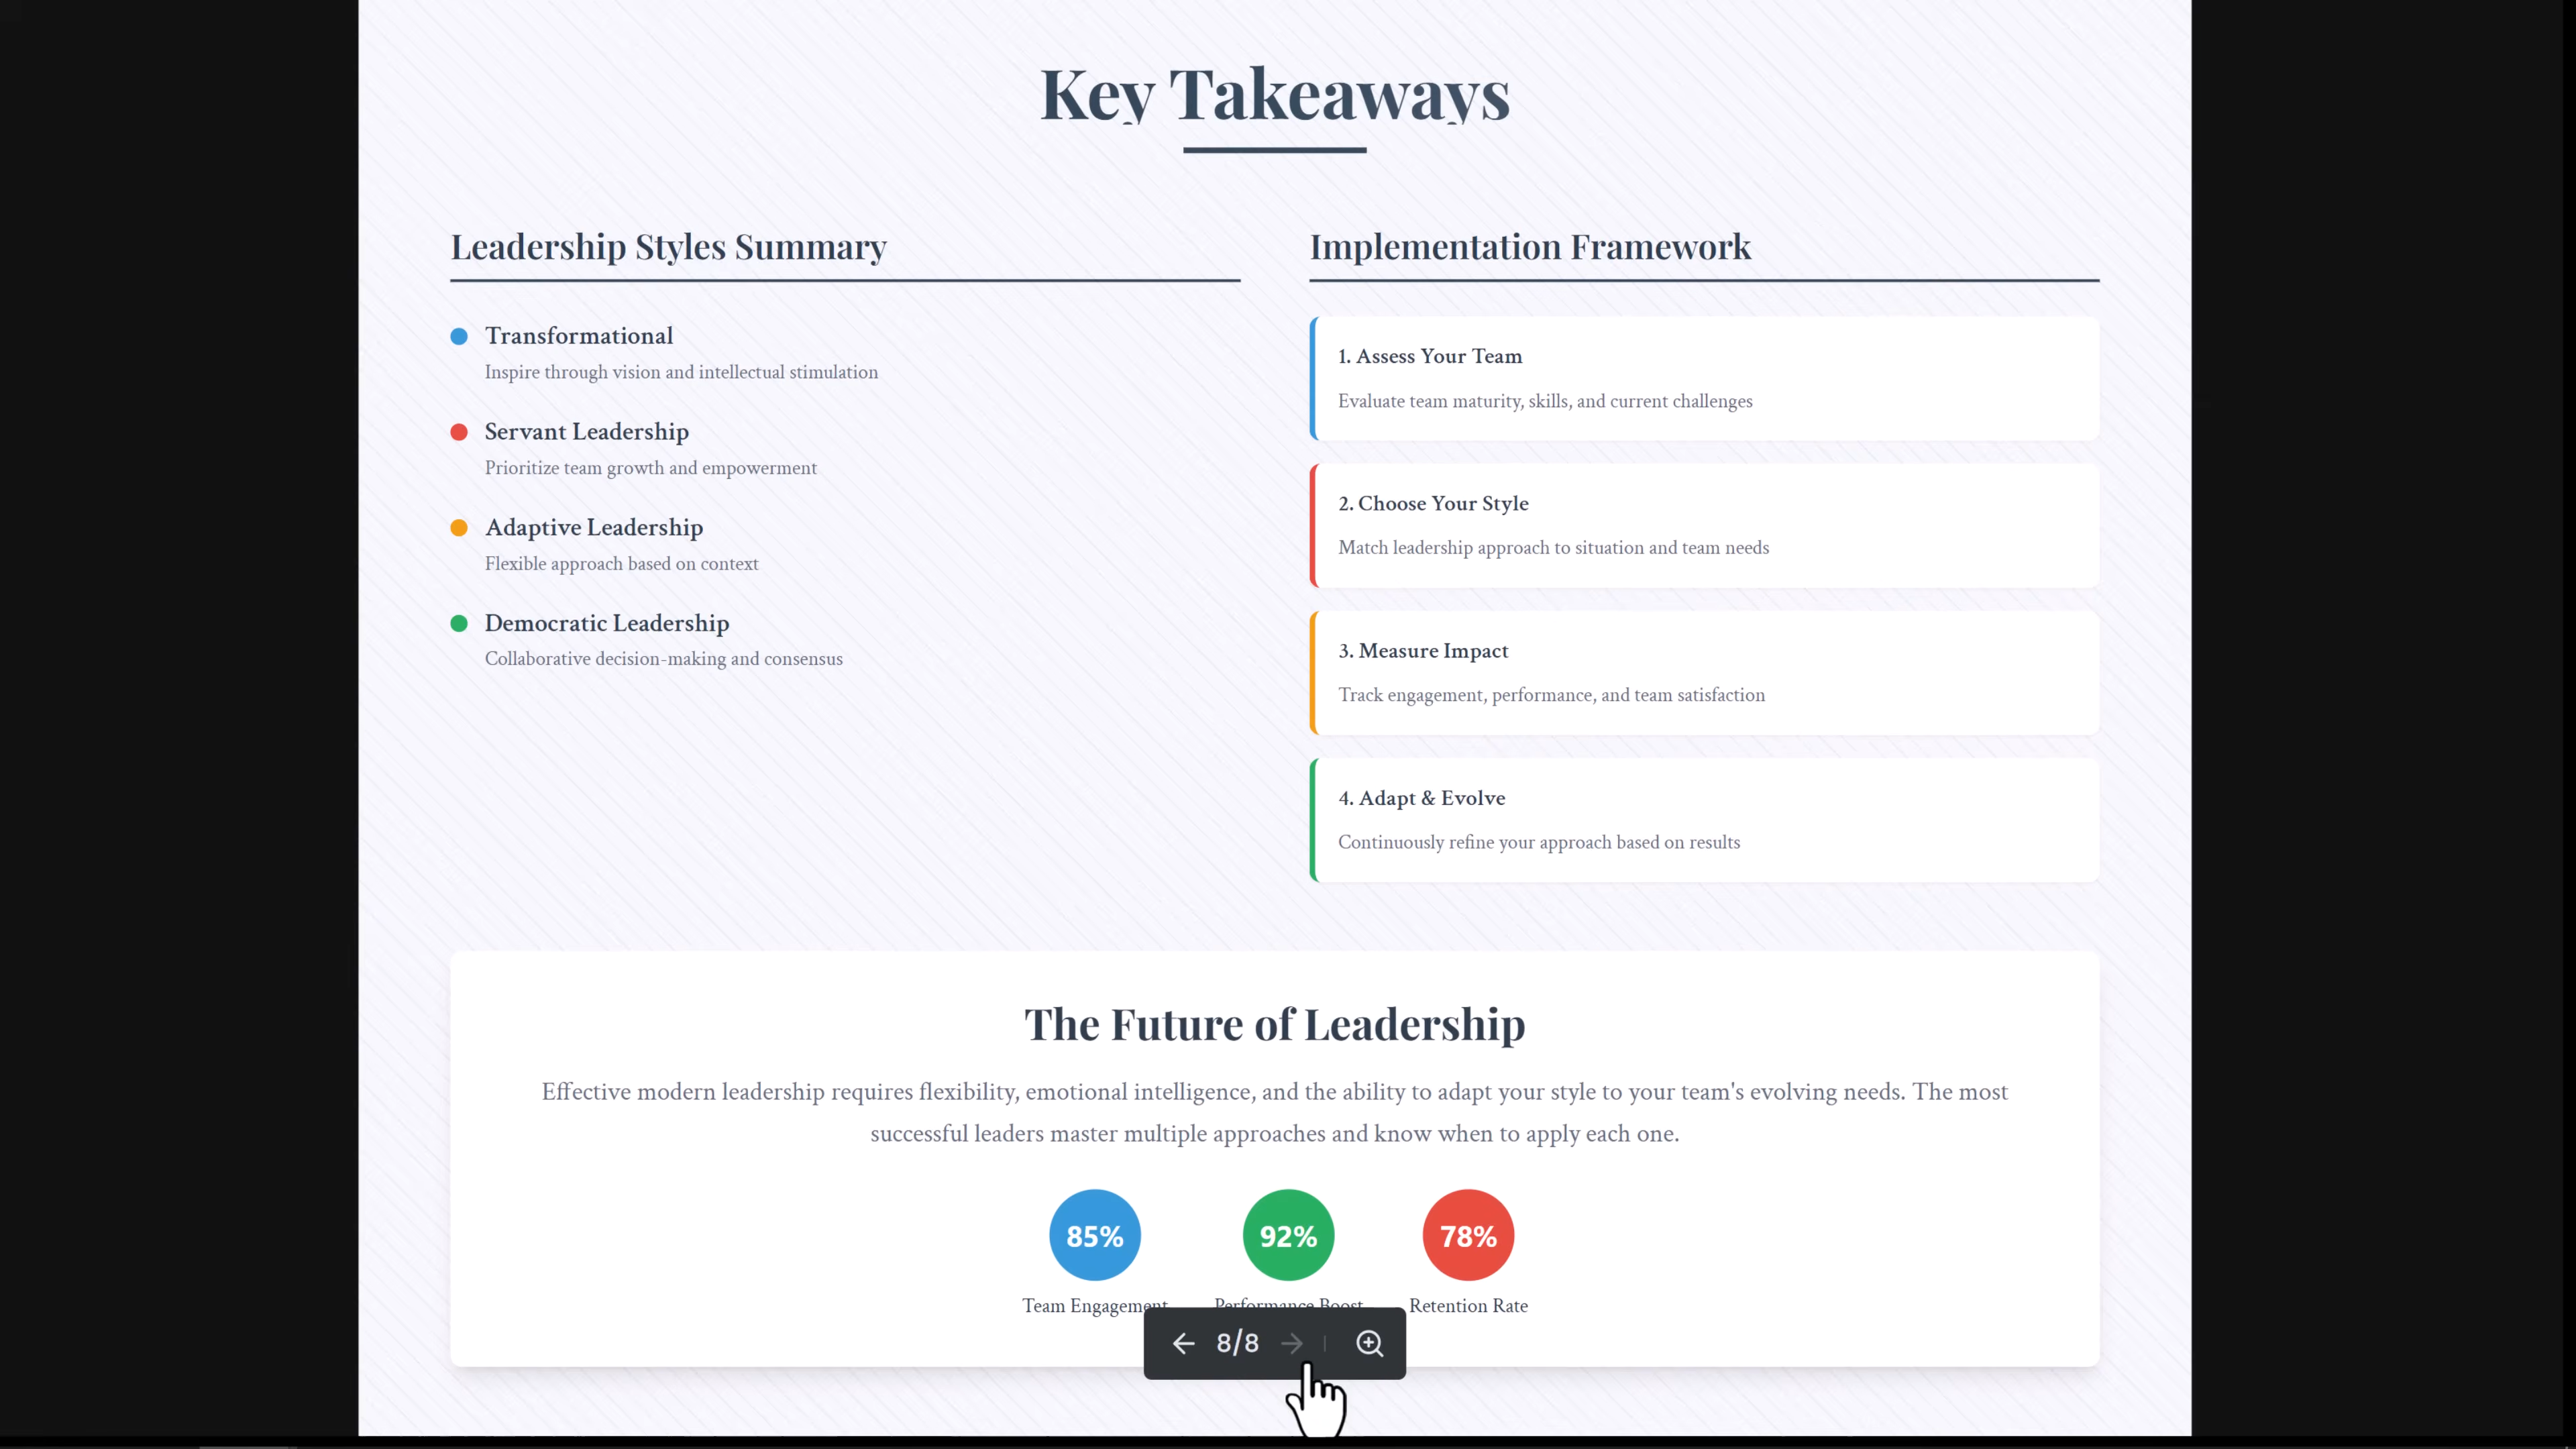 Key Takeaways
Leadership Styles Summary
Transformational
Inspire through vision and intellectual stimulation
Servant Leadership
Prioritize team growth and empowerment
Adaptive Leadership
Flexible approach based on context
Democratic Leadership
Collaborative decision-making and consensus
Implementation Framework
1. Assess Your Team
Evaluate team maturity, skills, and current challenges
2. Choose Your Style
Match leadership approach to situation and team needs
3. Measure Impact
Track engagement, performance, and team satisfaction
4. Adapt & Evolve
Continuously refine your approach based on results
The Future of Leadership
Effective modern leadership requires flexibility, emotional intelligence, and the ability to adapt your style to your team's evolving needs. The most
successful leaders master multiple approaches and know when to apply each one.
85% 92% 78%
Team Engagement Performance Boost Retention Rate
8/8